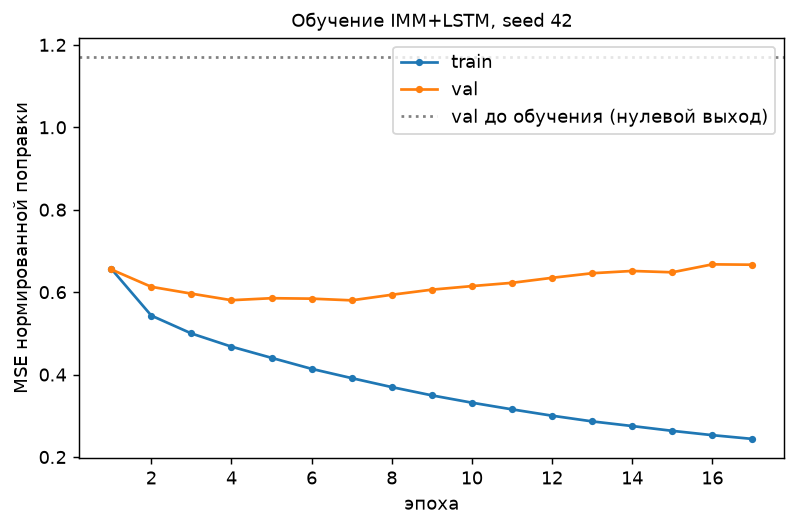 Обучение IMM+LSTM, seed 42
MSE нормированной поправки
1.2
1.0
0.8
0.6
0.4
0.2
train
val
val до обучения (нулевой выход)
2 4 6 8 10 12 14 16
эпоха